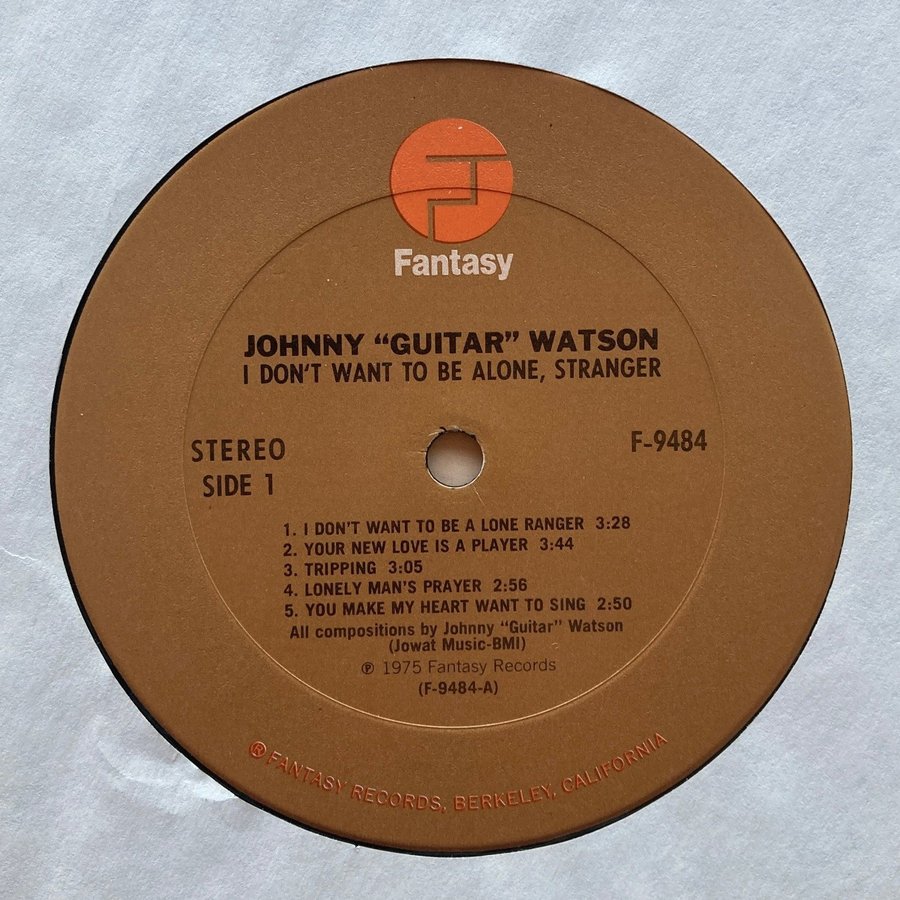 Fantasy
JOHNNY “GUITAR” WATSON
I DON'T WANT TO BE ALONE, STRANGER
STEREO
SIDE 1
F-9484
1. I DON'T WANT TO BE A LONE RANGER 3:28
2. YOUR NEW LOVE IS A PLAYER 3:44
3. TRIPPING 3:05
4. LONELY MAN'S PRAYER 2:56
5. YOU MAKE MY HEART WANT TO SING 2:50
All compositions by Johnny “Guitar” Watson
(Jowat Music-BMI)
℗ 1975 Fantasy Records
(F-9484-A)
® FANTASY RECORDS, BERKELEY, CALIFORNIA